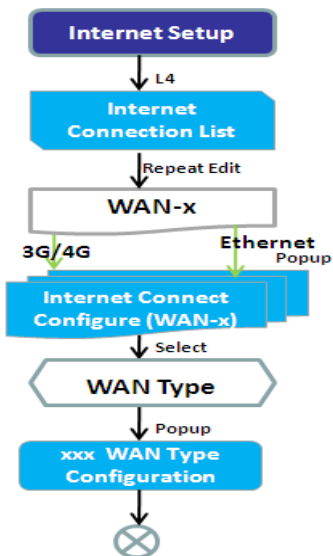 Internet Setup
L4
Internet
Connection List
Repeat Edit
WAN-x
3G/4G
Ethernet
Popup
Internet Connect
Configure (WAN-x)
Select
WAN Type
Popup
xxx WAN Type
Configuration